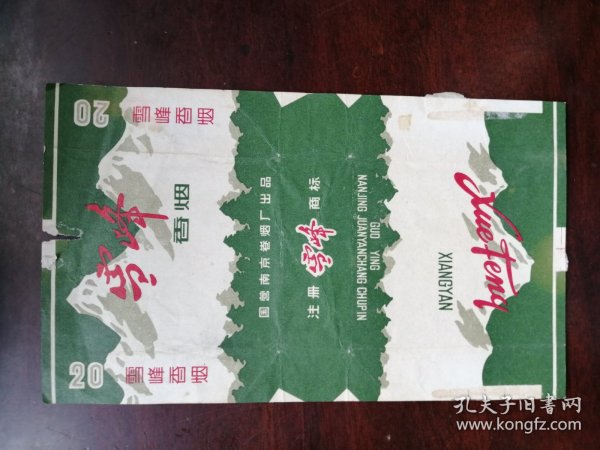 20
雪峰香烟
雪峰
香烟
20
雪峰香烟
国营南京卷烟厂出品
注册 雪峰 商标
GUO YING
NANJING JUANYANCHANG CHUPIN
Xue Feng
XIANGYAN
孔夫子旧书网
www.kongfz.com